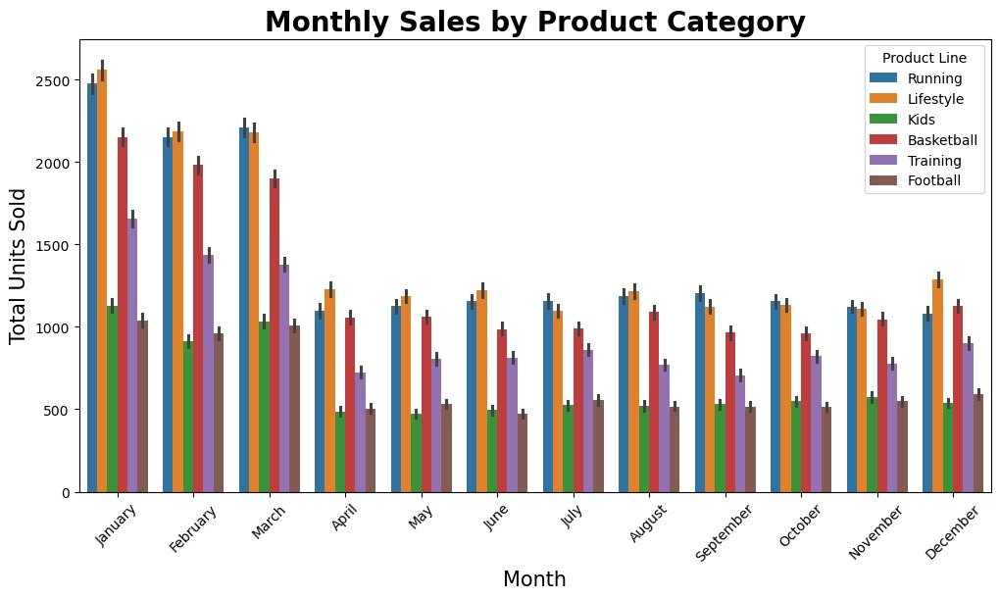 Monthly Sales by Product Category
Total Units Sold
2500
2000
1500
1000
500
0
Product Line
Running
Lifestyle
Kids
Basketball
Training
Football
January
February
March
April
May
June
July
August
September
October
November
December
Month